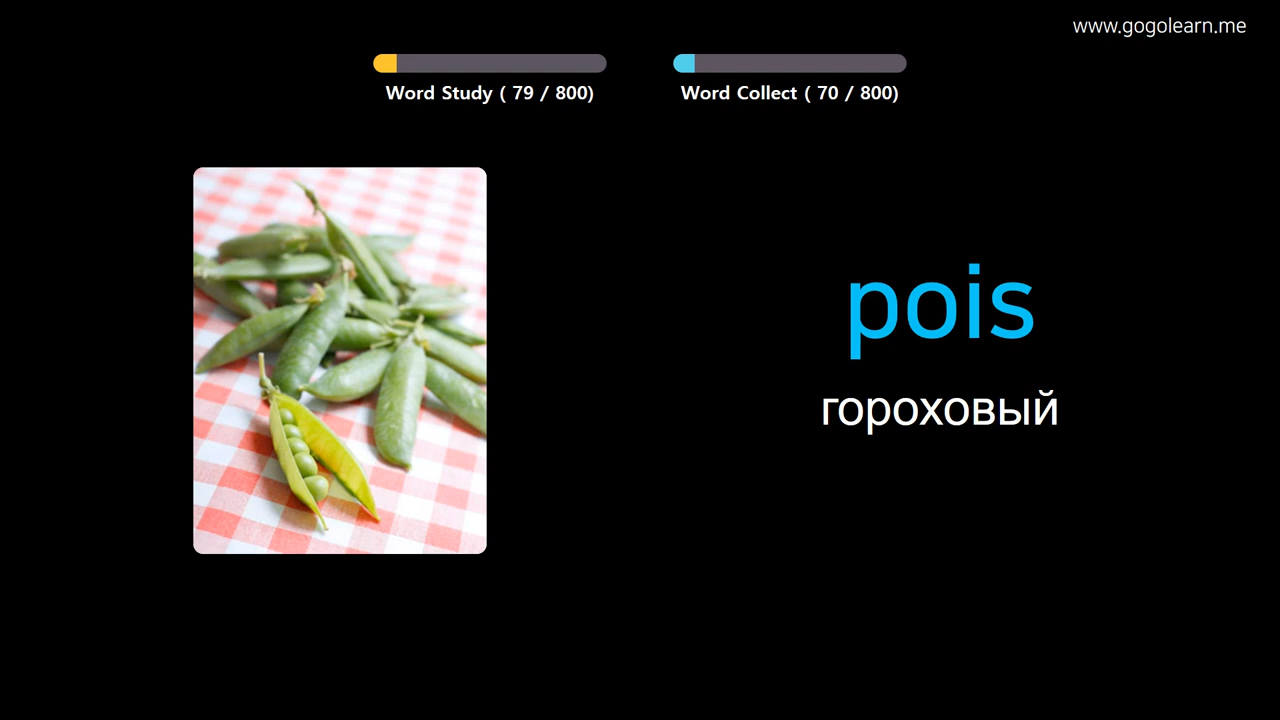 www.gogolearn.me
Word Study ( 79 / 800)
Word Collect ( 70 / 800)
pois
гороховый